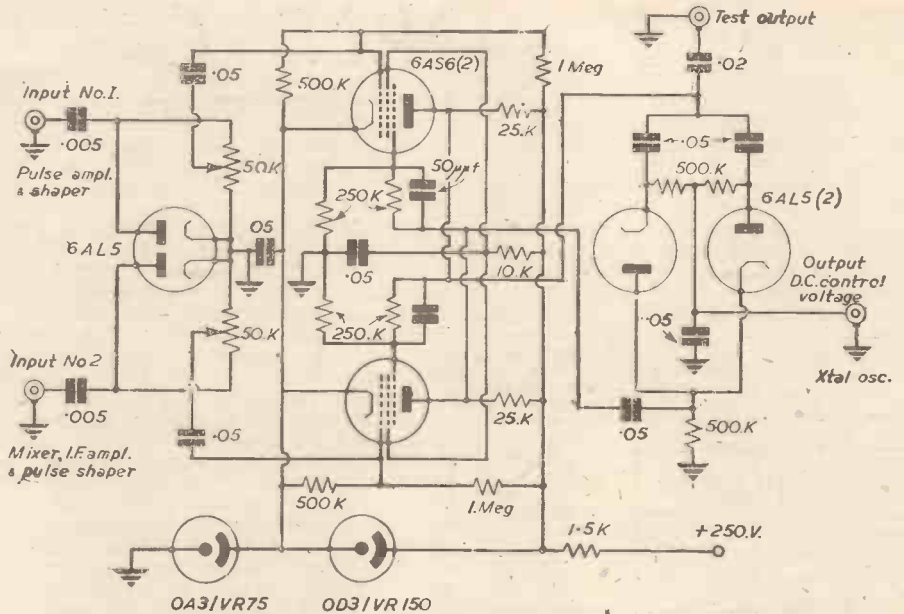 Test output
.02
1 Meg
6AS6(2)
500.K
.05
Input No.1.
.005
Pulse ampl.
& shaper
50K
25.K
50µµf
250.K
.05
500.K
6AL5(2)
6AL5
.05
.05
10.K
Output
D.C. control
voltage
250.K
.05
50.K
Input No 2
.005
25.K
Xtal osc.
.05
500.K
.05
Mixer, I.F. ampl.
& pulse shaper
500K
1.Meg
1.5K
+250.V.
OA3/VR75
OD3/VR150